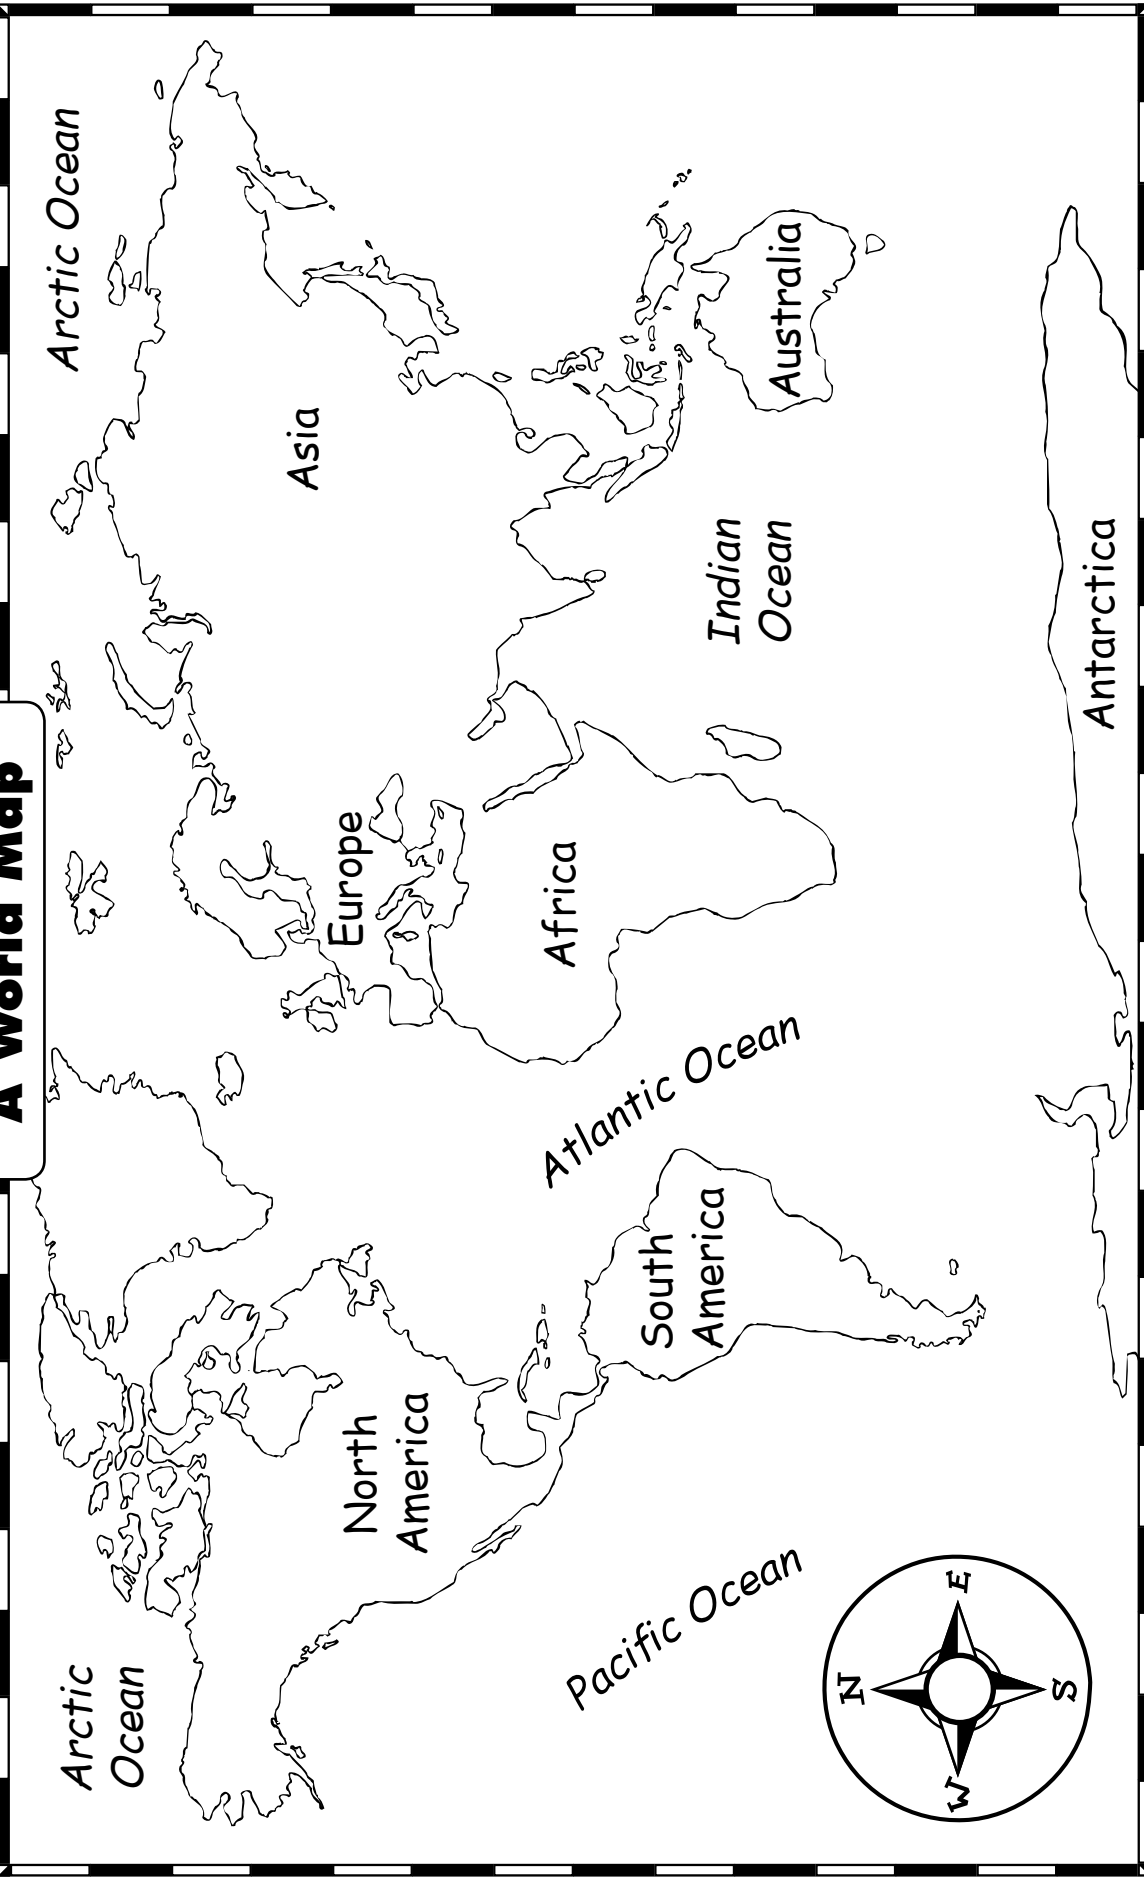 A World Map
Arctic
Ocean
Arctic Ocean
North
America
Europe
Asia
Africa
Atlantic Ocean
Pacific Ocean
South
America
Indian
Ocean
Australia
Antarctica
N
W
E
S